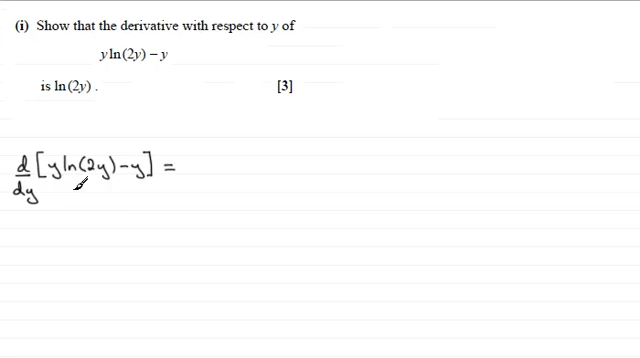 (i) Show that the derivative with respect to y of
y ln(2y) − y
is ln(2y) . [3]
d/dy [y ln(2y) − y] =